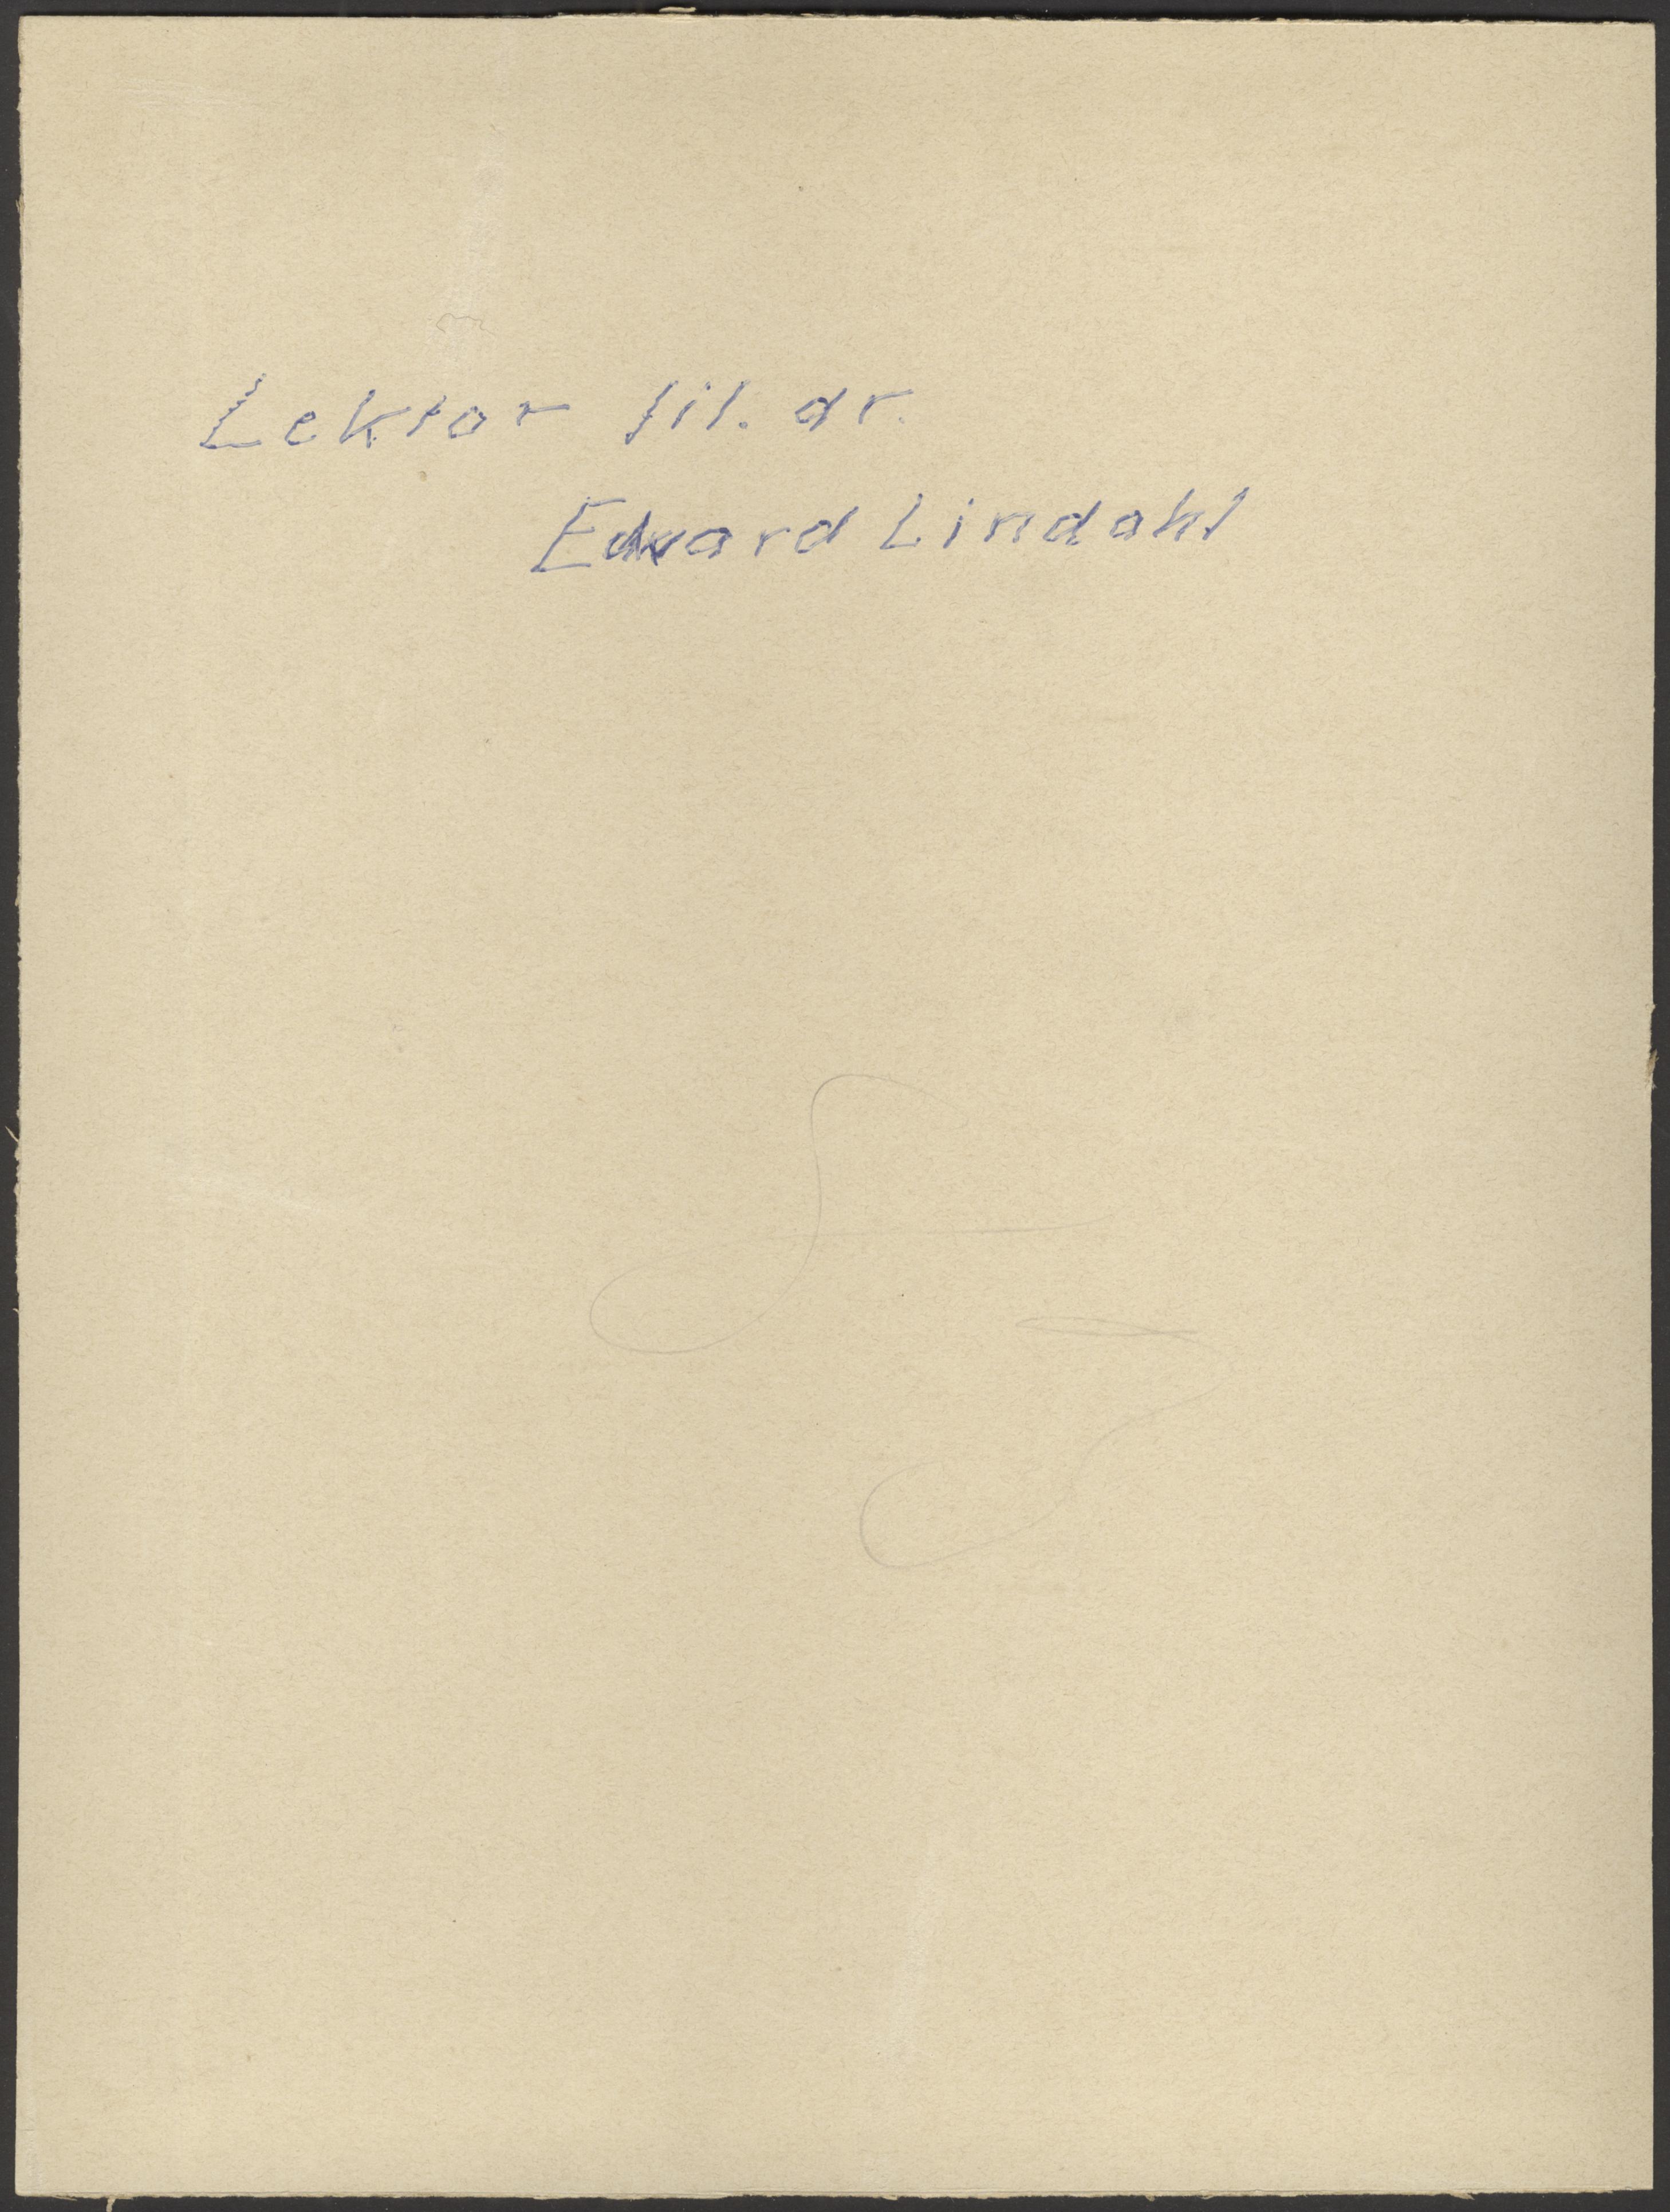 Lektor fil. dr.
Edvard Lindahl